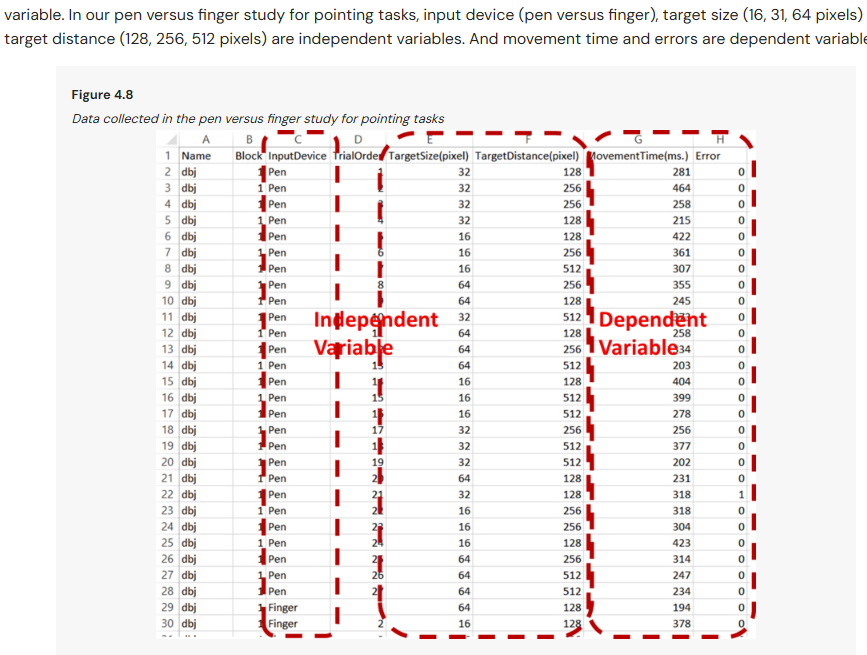 variable. In our pen versus finger study for pointing tasks, input device (pen versus finger), target size (16, 31, 64 pixels)
target distance (128, 256, 512 pixels) are independent variables. And movement time and errors are dependent variable
Figure 4.8
Data collected in the pen versus finger study for pointing tasks
A B C D E F G H
1 Name Block InputDevice TrialOrder TargetSize(pixel) TargetDistance(pixel) MovementTime(ms.) Error
2 dbj 1 Pen 1 32 128 281 0
3 dbj 1 Pen 2 32 256 464 0
4 dbj 1 Pen 3 32 256 258 0
5 dbj 1 Pen 4 32 128 215 0
6 dbj 1 Pen 16 128 422 0
7 dbj 1 Pen 6 16 256 361 0
8 dbj 1 Pen 16 512 307 0
9 dbj 1 Pen 8 64 256 355 0
10 dbj 1 Pen 64 128 245 0
11 dbj 1 Pen 10 32 512 0
12 dbj 1 Pen 64 128 258 0
13 dbj 1 Pen 64 256 0
14 dbj 1 Pen 13 64 512 203 0
15 dbj 1 Pen 14 16 128 404 0
16 dbj 1 Pen 15 16 512 399 0
17 dbj 1 Pen 16 16 512 278 0
18 dbj 1 Pen 17 32 256 256 0
19 dbj 1 Pen 18 32 512 377 0
20 dbj 1 Pen 19 32 512 202 0
21 dbj 1 Pen 20 64 128 231 0
22 dbj 1 Pen 21 32 128 318 1
23 dbj 1 Pen 22 16 256 318 0
24 dbj 1 Pen 23 16 256 304 0
25 dbj 1 Pen 24 16 128 423 0
26 dbj 1 Pen 25 64 256 314 0
27 dbj 1 Pen 26 64 512 247 0
28 dbj 1 Pen 27 64 512 234 0
29 dbj 1 Finger 64 128 194 0
30 dbj 1 Finger 2 16 128 378 0
Independent
Variable
Dependent
Variable